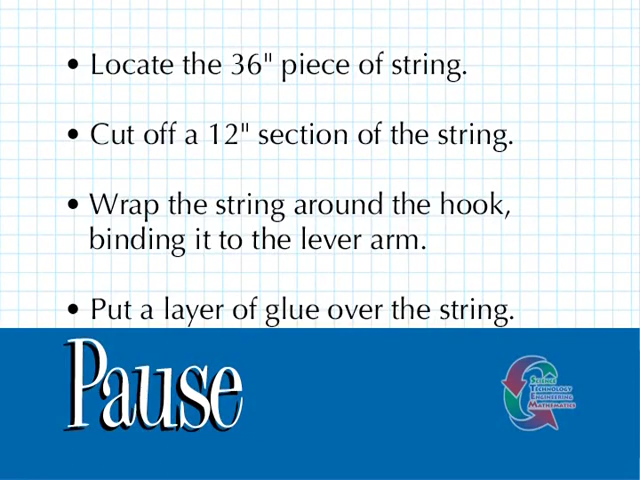 • Locate the 36" piece of string.
• Cut off a 12" section of the string.
• Wrap the string around the hook,
binding it to the lever arm.
• Put a layer of glue over the string.
Pause
Science
Technology
Engineering
Mathematics